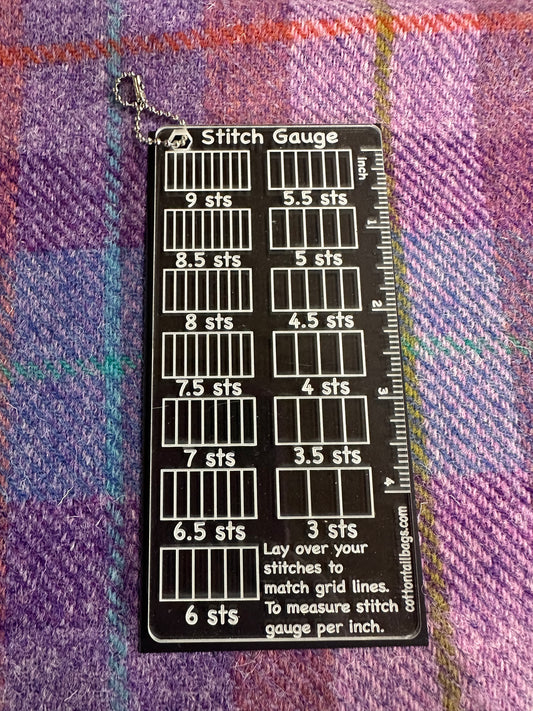 Stitch Gauge
9 sts
5.5 sts
8.5 sts
5 sts
8 sts
4.5 sts
7.5 sts
4 sts
7 sts
3.5 sts
6.5 sts
3 sts
6 sts
Lay over your
stitches to
match grid lines.
To measure stitch
gauge per inch.
inch
1
2
3
4
cottontailbags.com